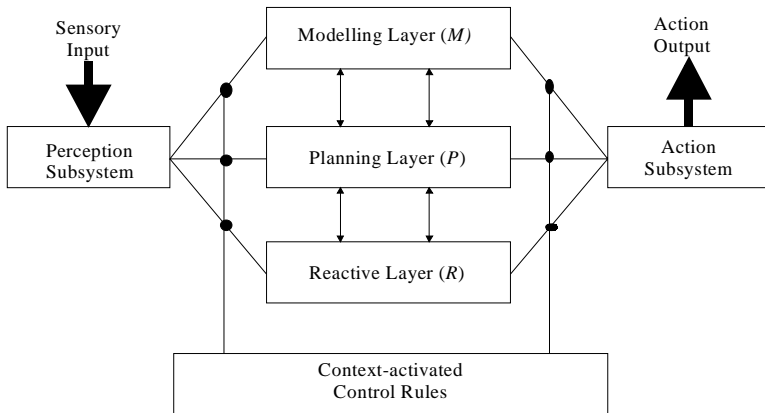 Sensory
Input
Modelling Layer (M)
Action
Output
Perception
Subsystem
Planning Layer (P)
Action
Subsystem
Reactive Layer (R)
Context-activated
Control Rules